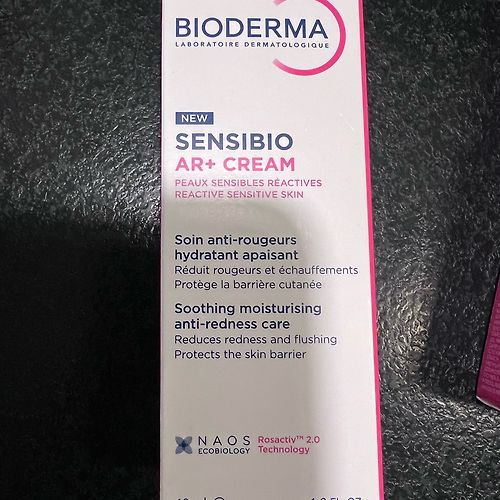 BIODERMA
LABORATOIRE DERMATOLOGIQUE
NEW
SENSIBIO
AR+ CREAM
PEAUX SENSIBLES RÉACTIVES
REACTIVE SENSITIVE SKIN
Soin anti-rougeurs
hydratant apaisant
Réduit rougeurs et échauffements
Protège la barrière cutanée
Soothing moisturising
anti-redness care
Reduces redness and flushing
Protects the skin barrier
NAOS
ECOBIOLOGY
Rosactiv™ 2.0
Technology